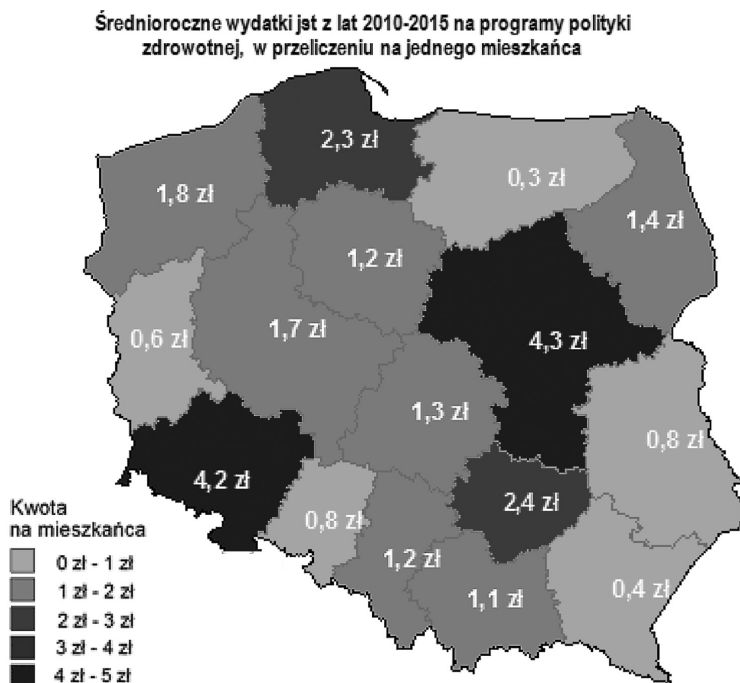 Średnioroczne wydatki jst z lat 2010-2015 na programy polityki
zdrowotnej, w przeliczeniu na jednego mieszkańca
2,3 zł
0,3 zł
1,8 zł
1,4 zł
1,2 zł
1,7 zł
0,6 zł
4,3 zł
1,3 zł
0,8 zł
4,2 zł
2,4 zł
0,8 zł
1,2 zł
1,1 zł
0,4 zł
Kwota
na mieszkańca
0 zł - 1 zł
1 zł - 2 zł
2 zł - 3 zł
3 zł - 4 zł
4 zł - 5 zł